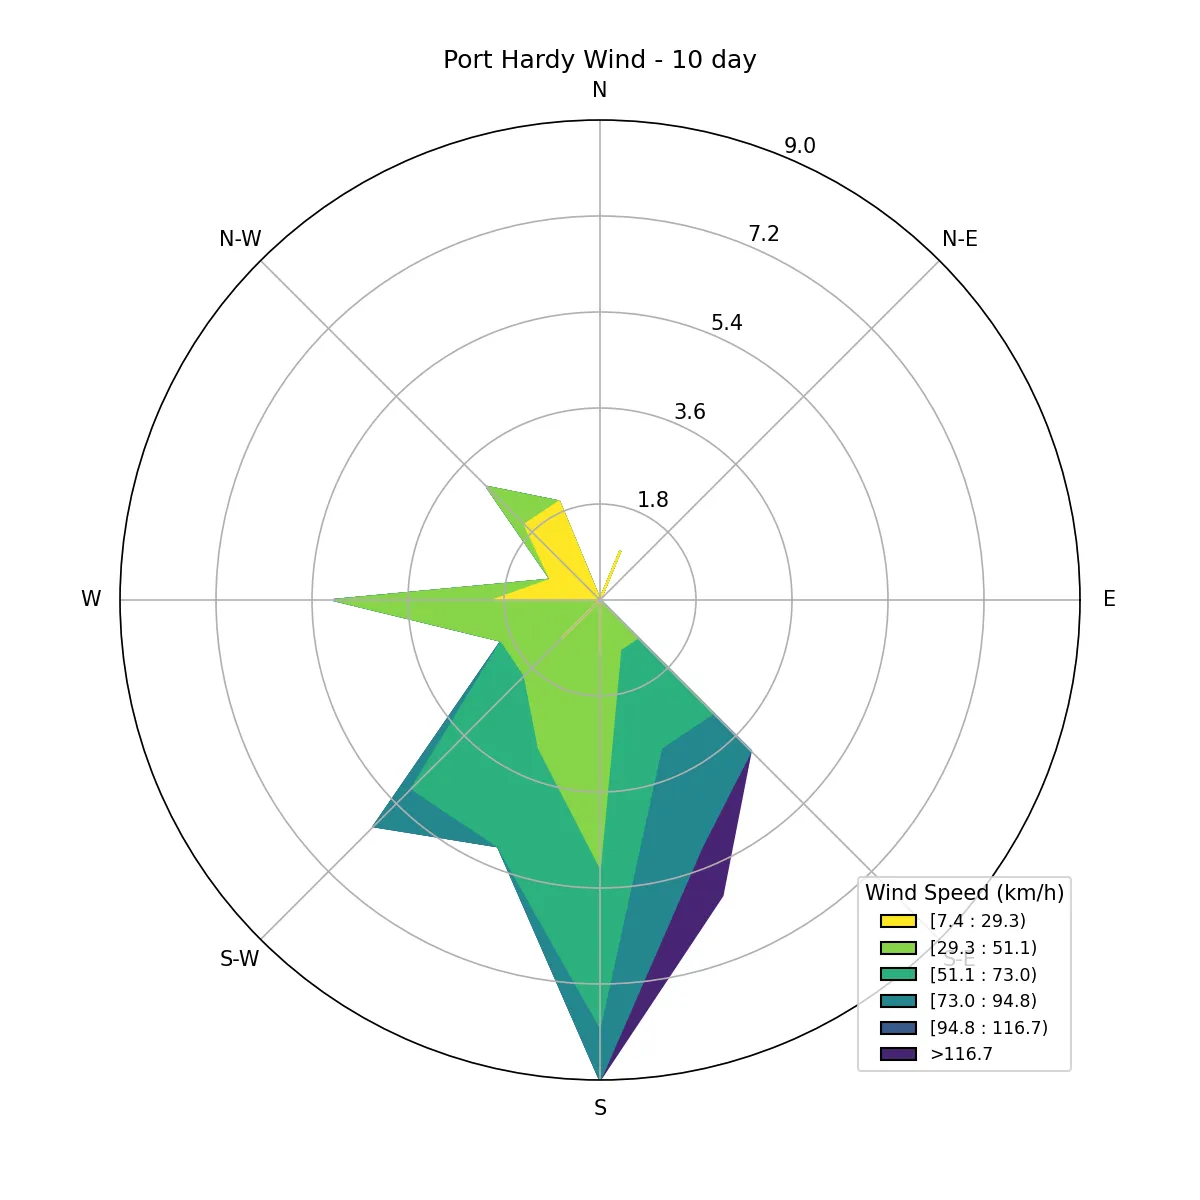 Port Hardy Wind - 10 day
N
9.0
N-W
N-E
7.2
5.4
3.6
1.8
W
E
S-W
S-E
Wind Speed (km/h)
[7.4 : 29.3)
[29.3 : 51.1)
[51.1 : 73.0)
[73.0 : 94.8)
[94.8 : 116.7)
>116.7
S